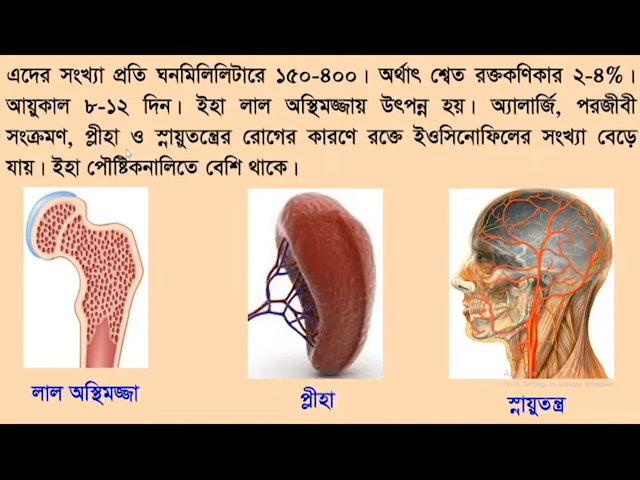 এদের সংখ্যা প্রতি ঘনমিলিলিটারে ১৫০-৪০০। অর্থাৎ শ্বেত রক্তকণিকার ২-৪%।
আয়ুকাল ৮-১২ দিন। ইহা লাল অস্থিমজ্জায় উৎপন্ন হয়। অ্যালার্জি, পরজীবী
সংক্রমণ, প্লীহা ও স্নায়ুতন্ত্রের রোগের কারণে রক্তে ইওসিনোফিলের সংখ্যা বেড়ে
যায়। ইহা পৌষ্টিকনালিতে বেশি থাকে।
লাল অস্থিমজ্জা
প্লীহা
স্নায়ুতন্ত্র